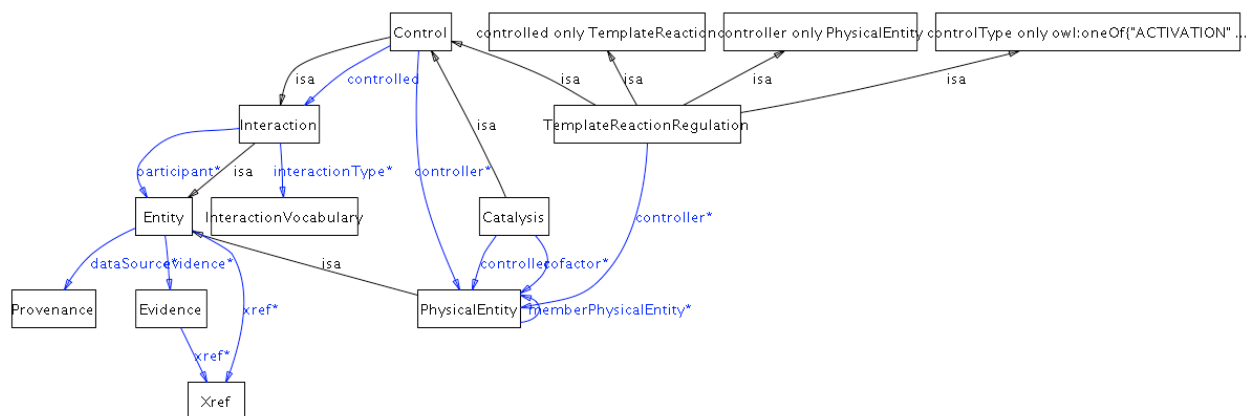 Control
controlled only TemplateReaction
controller only PhysicalEntity
controlType only owl:oneOf{"ACTIVATION" ...
isa
controlled
isa
isa
isa
isa
Interaction
isa
TemplateReactionRegulation
participant*
isa
interactionType*
controller*
Entity
InteractionVocabulary
Catalysis
controller*
dataSource*
evidence*
isa
controller
cofactor*
Provenance
Evidence
xref*
PhysicalEntity
memberPhysicalEntity*
xref*
Xref